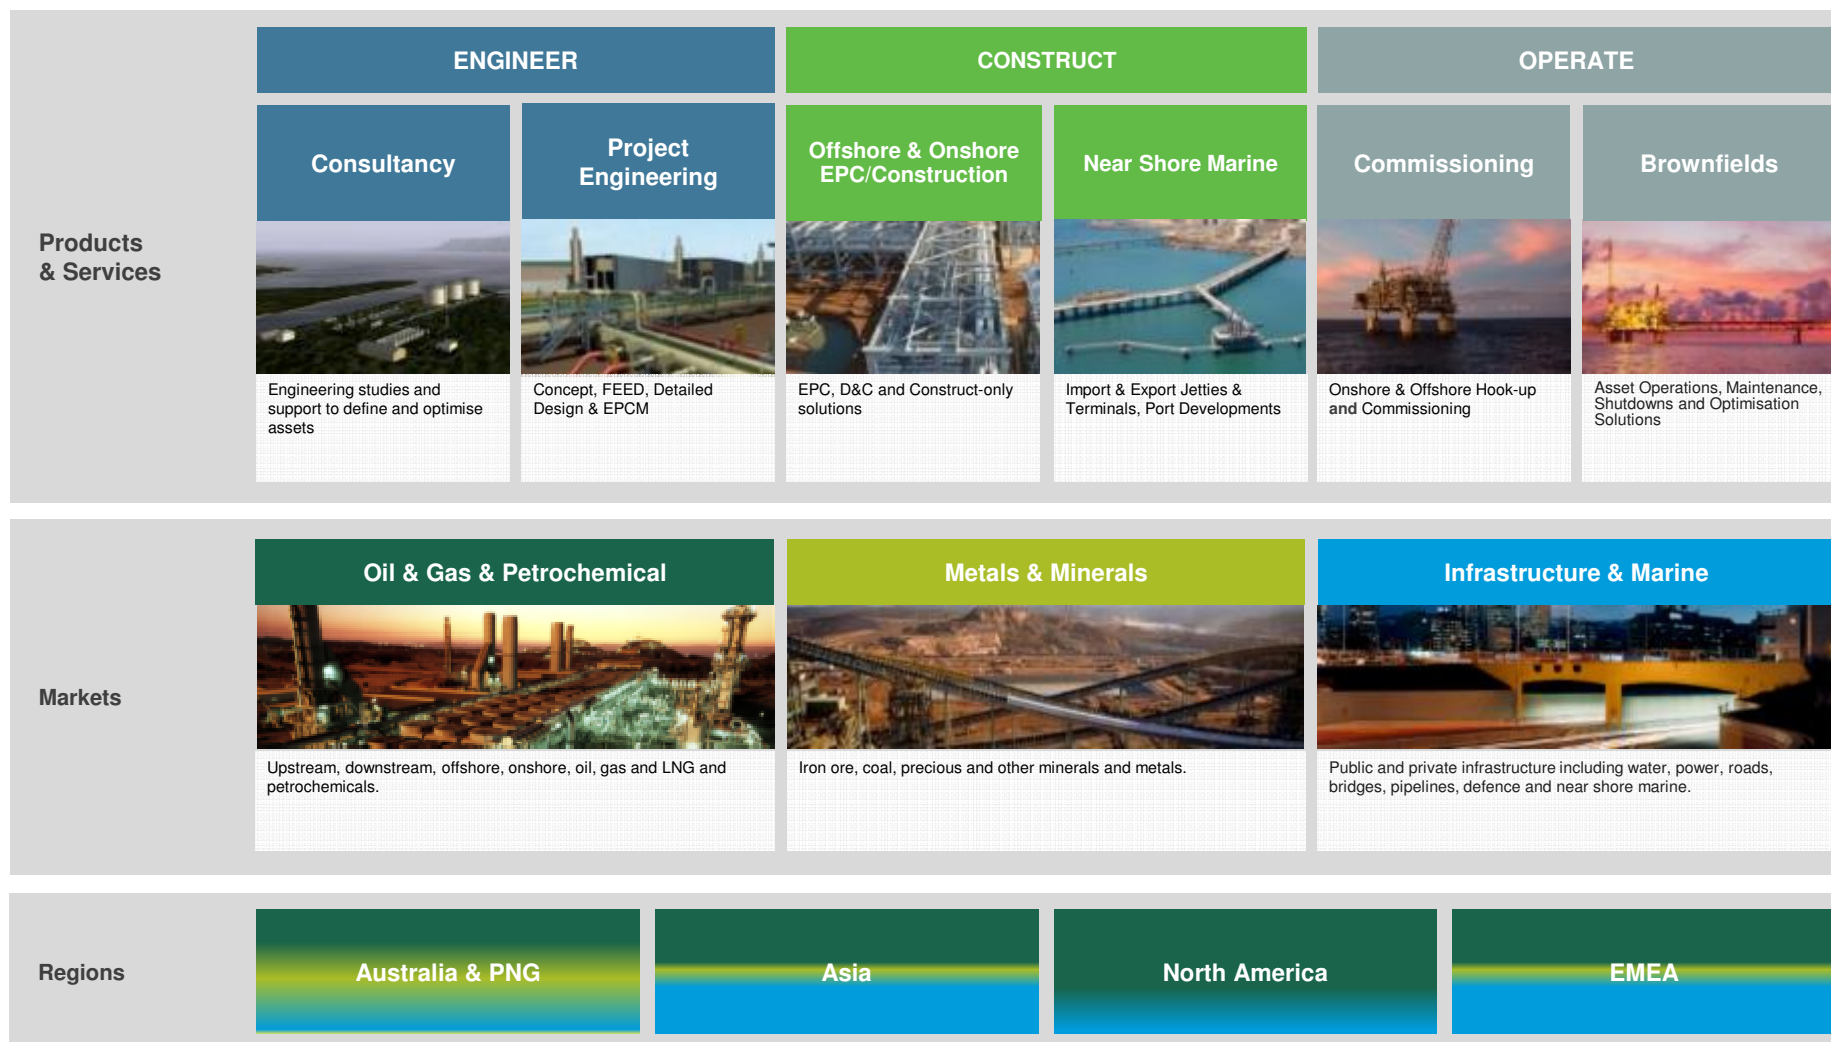 ENGINEER
CONSTRUCT
OPERATE
Consultancy
Project
Engineering
Offshore & Onshore
EPC/Construction
Near Shore Marine
Commissioning
Brownfields
Products
& Services
Engineering studies and
support to define and optimise
assets
Concept, FEED, Detailed
Design & EPCM
EPC, D&C and Construct-only
solutions
Import & Export Jetties &
Terminals, Port Developments
Onshore & Offshore Hook-up
and Commissioning
Asset Operations, Maintenance,
Shutdowns and Optimisation
Solutions
Oil & Gas & Petrochemical
Metals & Minerals
Infrastructure & Marine
Markets
Upstream, downstream, offshore, onshore, oil, gas and LNG and
petrochemicals.
Iron ore, coal, precious and other minerals and metals.
Public and private infrastructure including water, power, roads,
bridges, pipelines, defence and near shore marine.
Regions
Australia & PNG
Asia
North America
EMEA